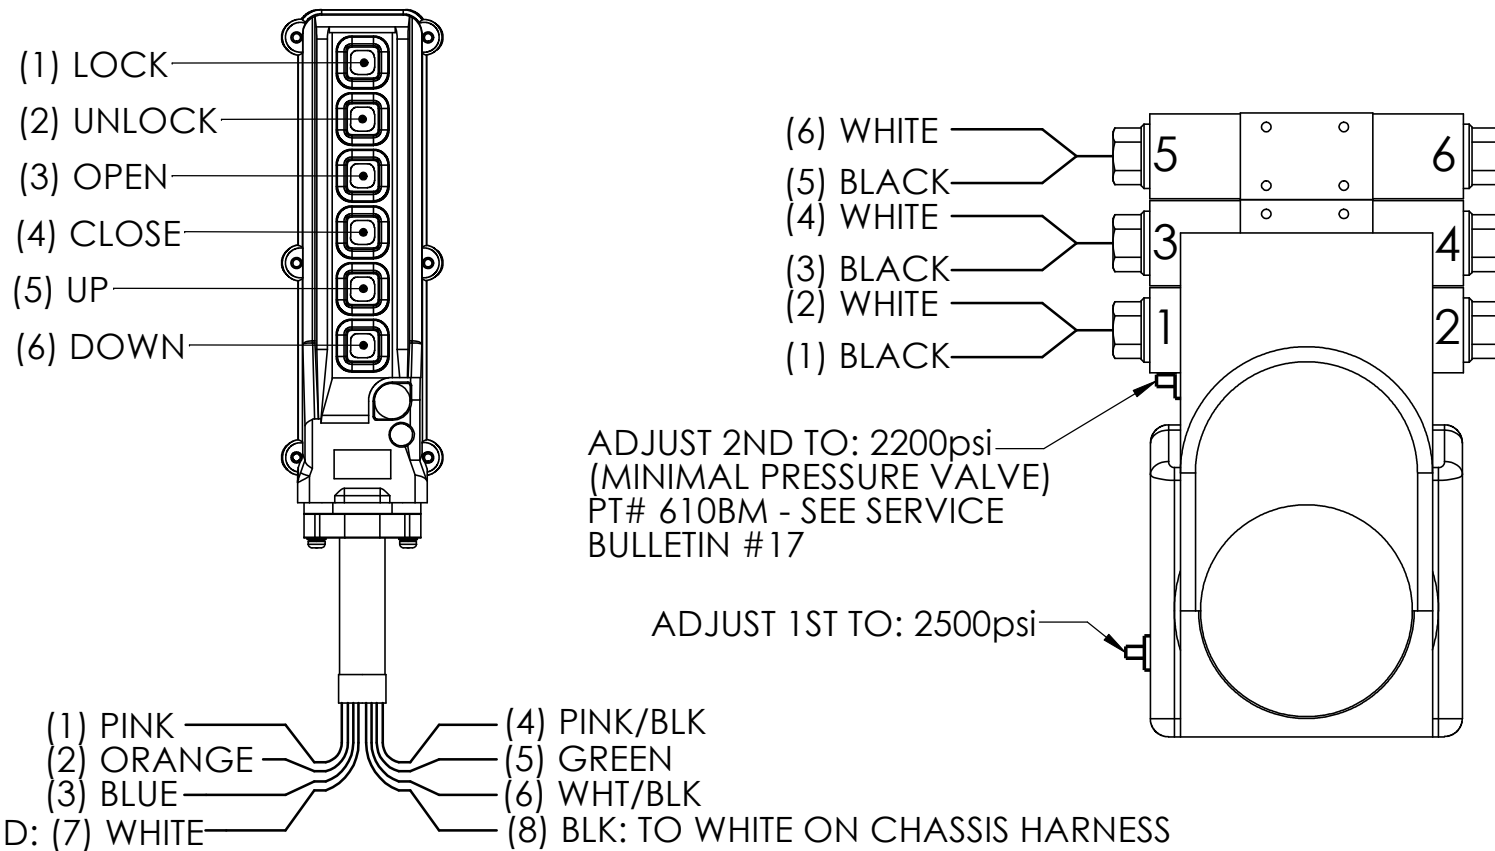 (1) LOCK
(2) UNLOCK
(3) OPEN
(4) CLOSE
(5) UP
(6) DOWN
(6) WHITE
(5) BLACK
(4) WHITE
(3) BLACK
(2) WHITE
(1) BLACK
5 6
3 4
1 2
ADJUST 2ND TO: 2200psi
(MINIMAL PRESSURE VALVE)
PT# 610BM - SEE SERVICE
BULLETIN #17
ADJUST 1ST TO: 2500psi
(1) PINK
(2) ORANGE
(3) BLUE
D: (7) WHITE
(4) PINK/BLK
(5) GREEN
(6) WHT/BLK
(8) BLK: TO WHITE ON CHASSIS HARNESS